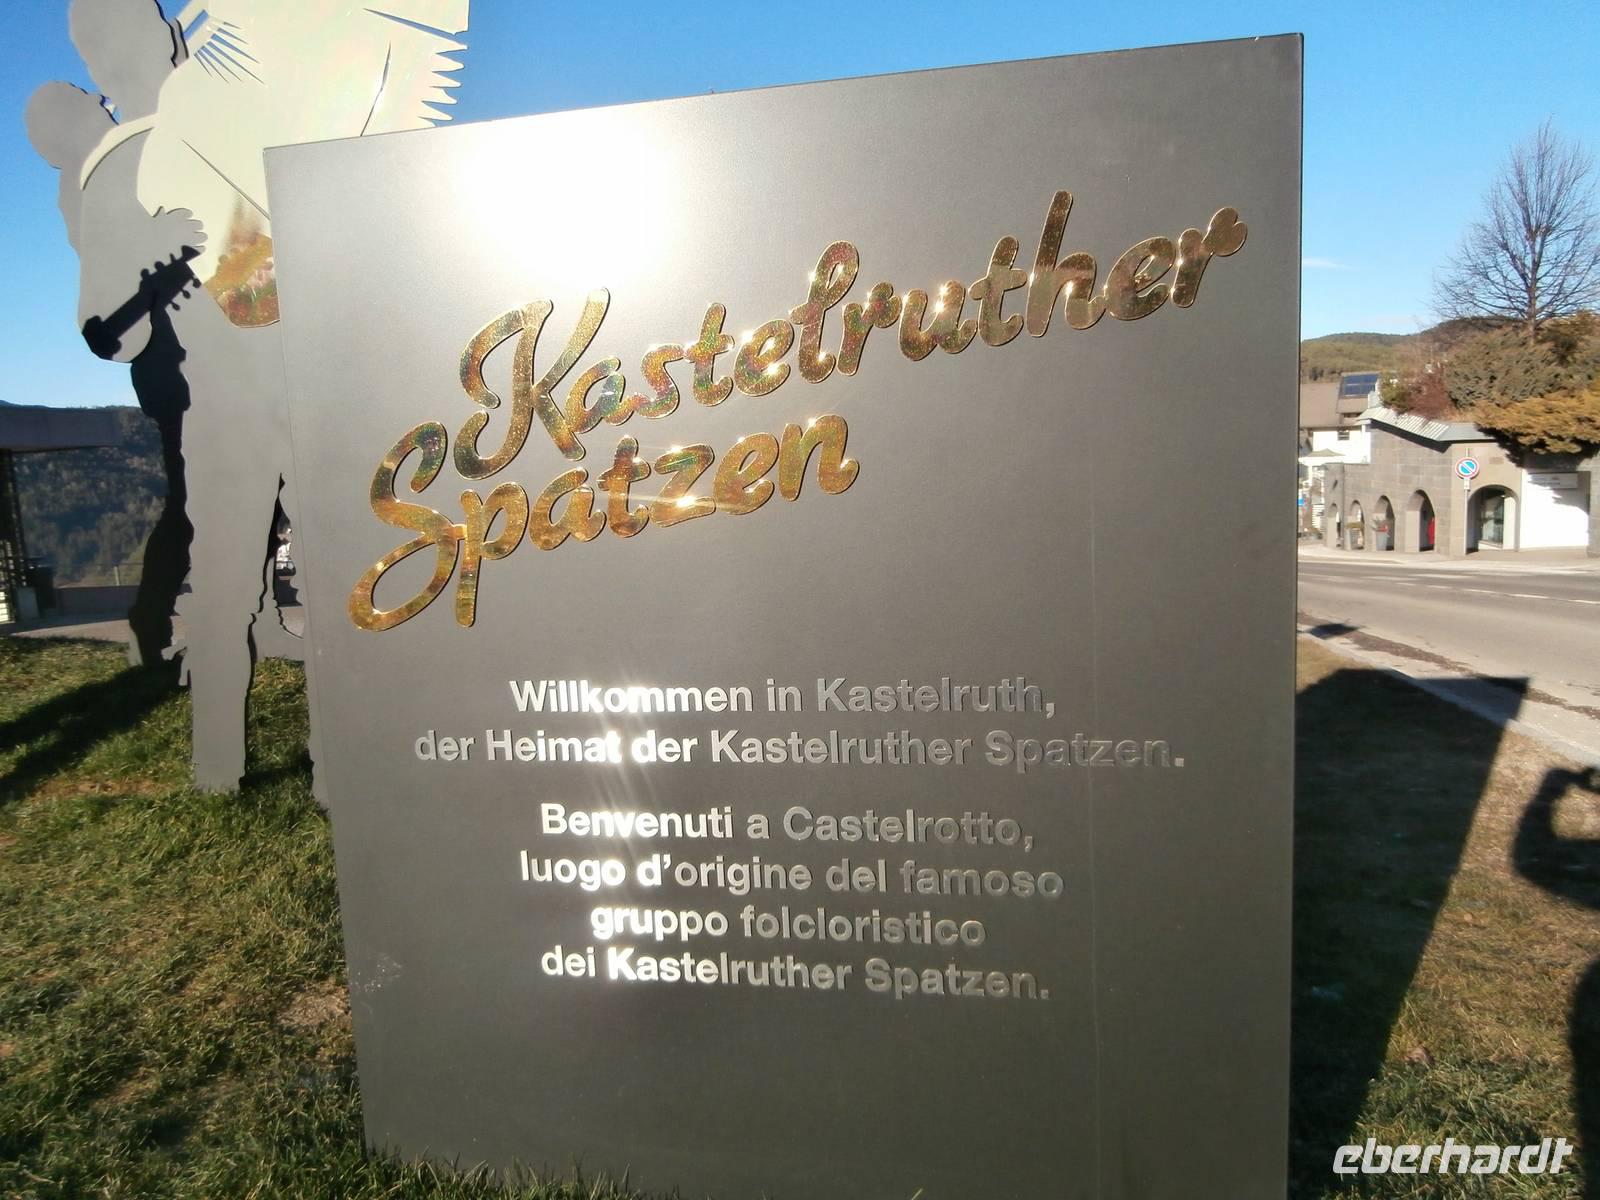 Kastelruther
Spatzen
Willkommen in Kastelruth,
der Heimat der Kastelruther Spatzen.
Benvenuti a Castelrotto,
luogo d'origine del famoso
gruppo folcloristico
dei Kastelruther Spatzen.
eberhardt